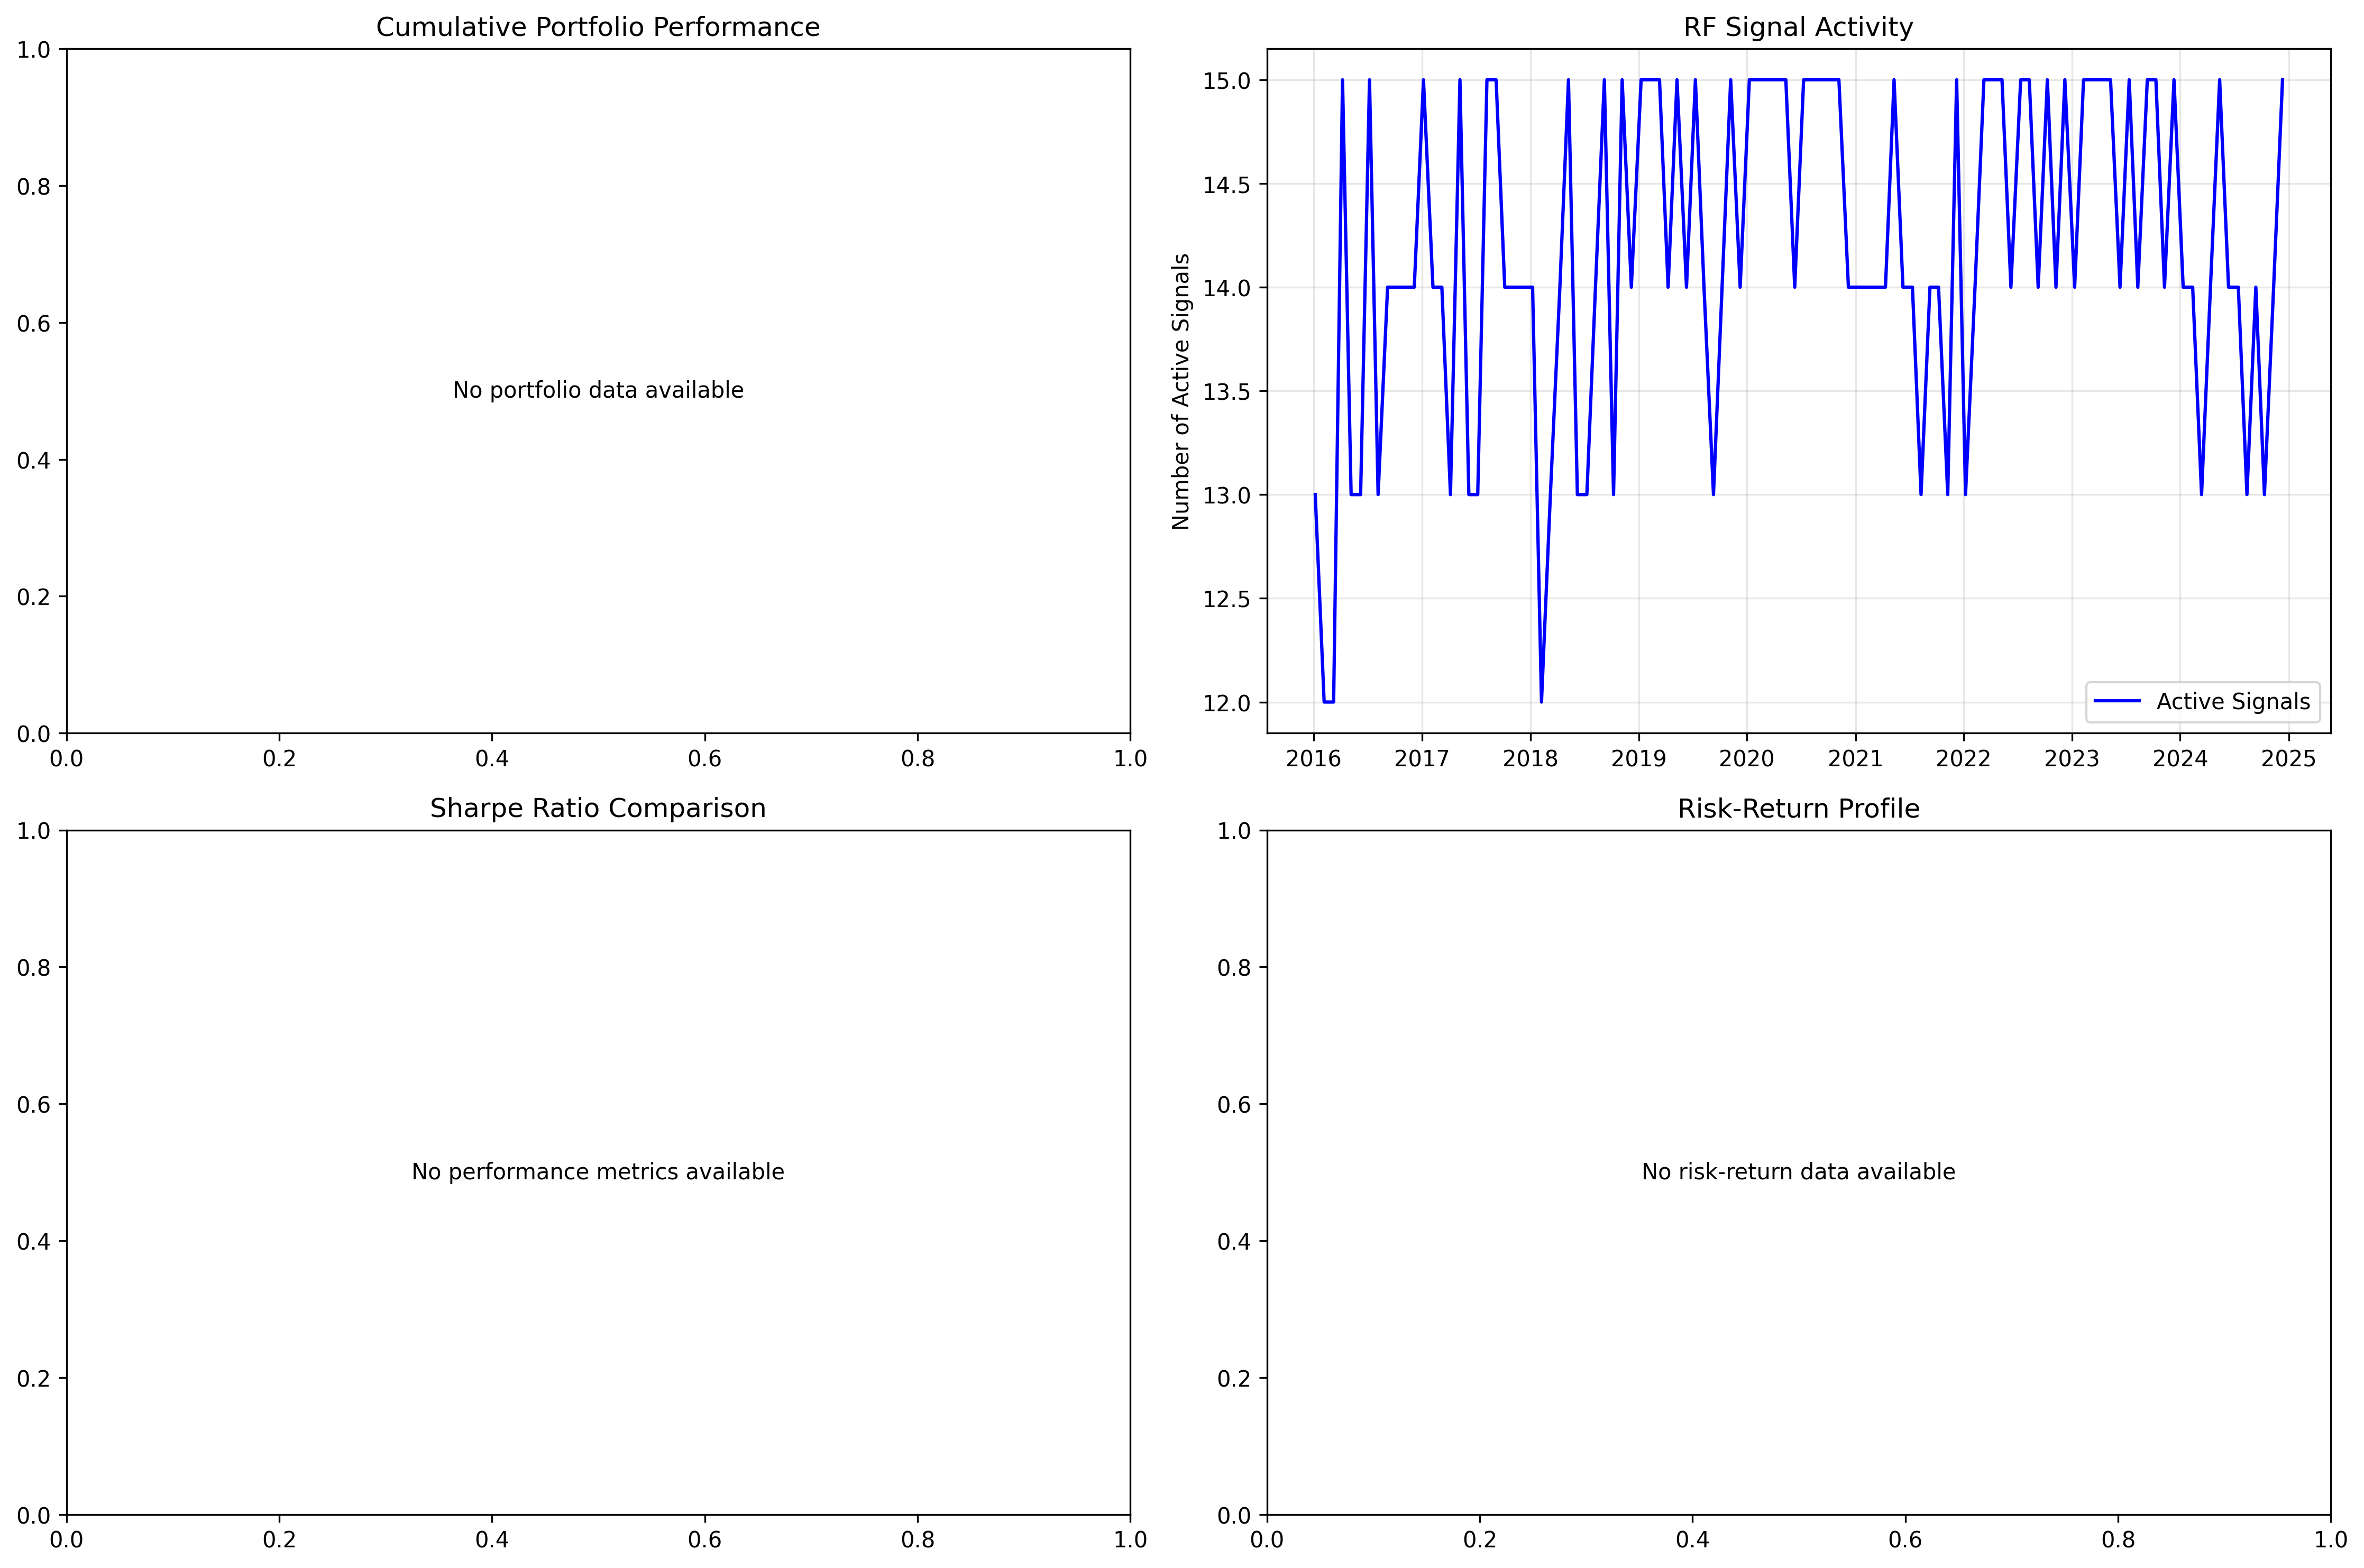 Cumulative Portfolio Performance
1.0
0.8
0.6
0.4
0.2
0.0
No portfolio data available
0.0 0.2 0.4 0.6 0.8 1.0
RF Signal Activity
Number of Active Signals
15.0
14.5
14.0
13.5
13.0
12.5
12.0
Active Signals
2016 2017 2018 2019 2020 2021 2022 2023 2024 2025
Sharpe Ratio Comparison
1.0
0.8
0.6
0.4
0.2
0.0
No performance metrics available
0.0 0.2 0.4 0.6 0.8 1.0
Risk-Return Profile
1.0
0.8
0.6
0.4
0.2
0.0
No risk-return data available
0.0 0.2 0.4 0.6 0.8 1.0